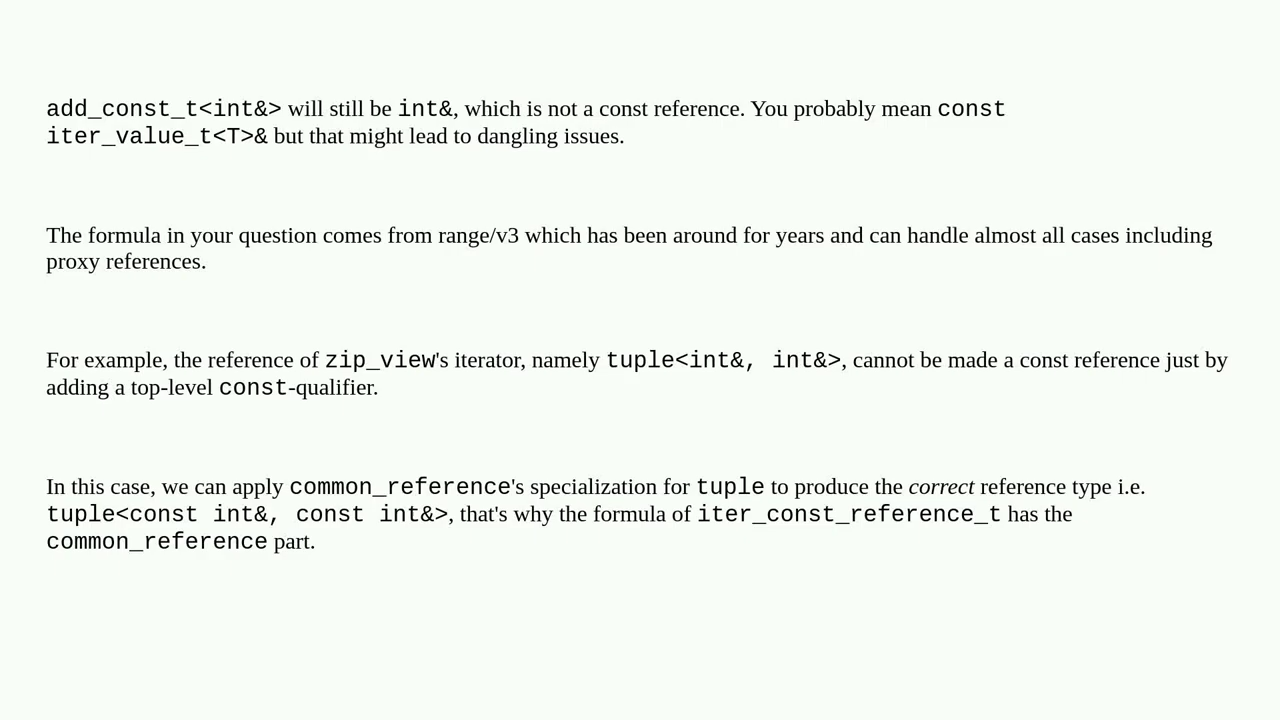 add_const_t<int&> will still be int&, which is not a const reference. You probably mean const
iter_value_t<T>& but that might lead to dangling issues.
The formula in your question comes from range/v3 which has been around for years and can handle almost all cases including
proxy references.
For example, the reference of zip_view's iterator, namely tuple<int&, int&>, cannot be made a const reference just by
adding a top-level const-qualifier.
In this case, we can apply common_reference's specialization for tuple to produce the correct reference type i.e.
tuple<const int&, const int&>, that's why the formula of iter_const_reference_t has the
common_reference part.